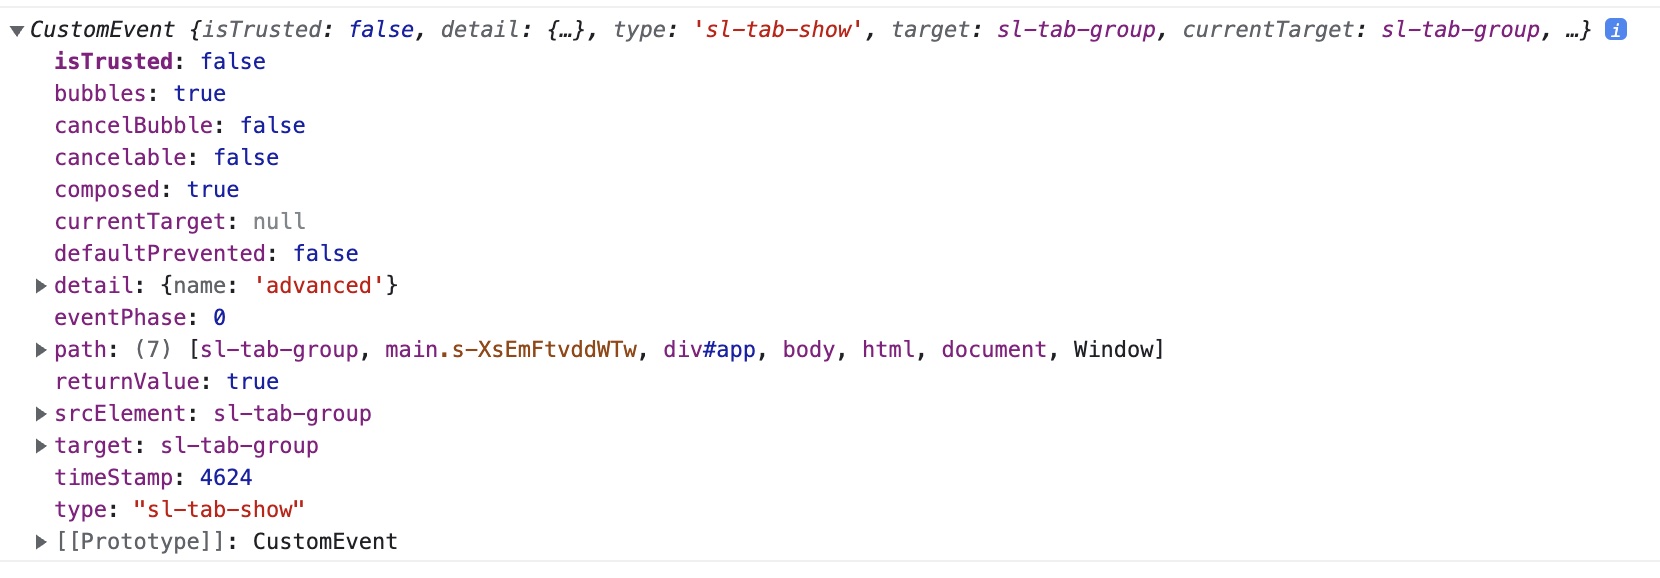 CustomEvent {isTrusted: false, detail: {…}, type: 'sl-tab-show', target: sl-tab-group, currentTarget: sl-tab-group, …} i
isTrusted: false
bubbles: true
cancelBubble: false
cancelable: false
composed: true
currentTarget: null
defaultPrevented: false
detail: {name: 'advanced'}
eventPhase: 0
path: (7) [sl-tab-group, main.s-XsEmFtvddWTw, div#app, body, html, document, Window]
returnValue: true
srcElement: sl-tab-group
target: sl-tab-group
timeStamp: 4624
type: "sl-tab-show"
[[Prototype]]: CustomEvent